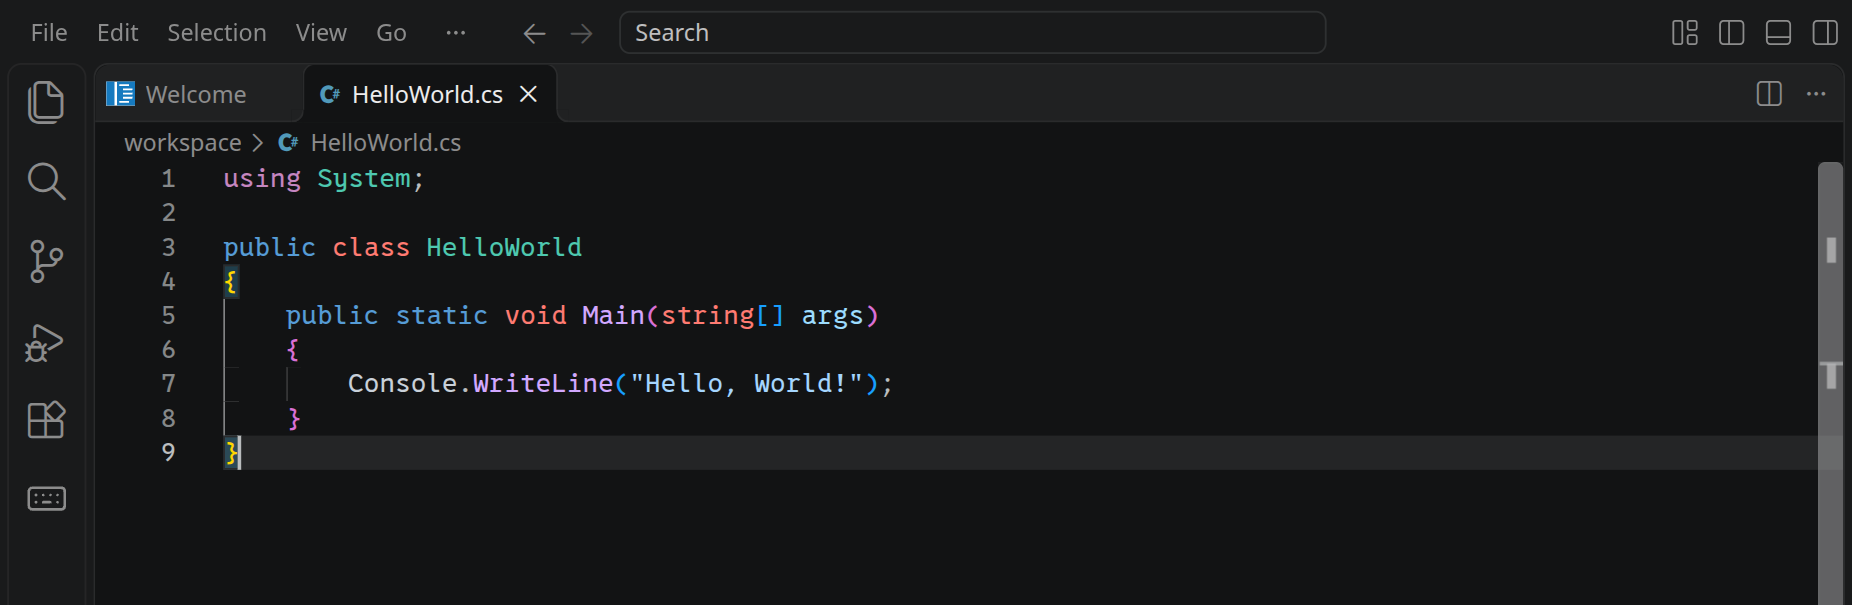 File Edit Selection View Go ··· Search
Welcome HelloWorld.cs
workspace > HelloWorld.cs
1 using System;
2
3 public class HelloWorld
4 {
5     public static void Main(string[] args)
6     {
7         Console.WriteLine("Hello, World!");
8     }
9 }